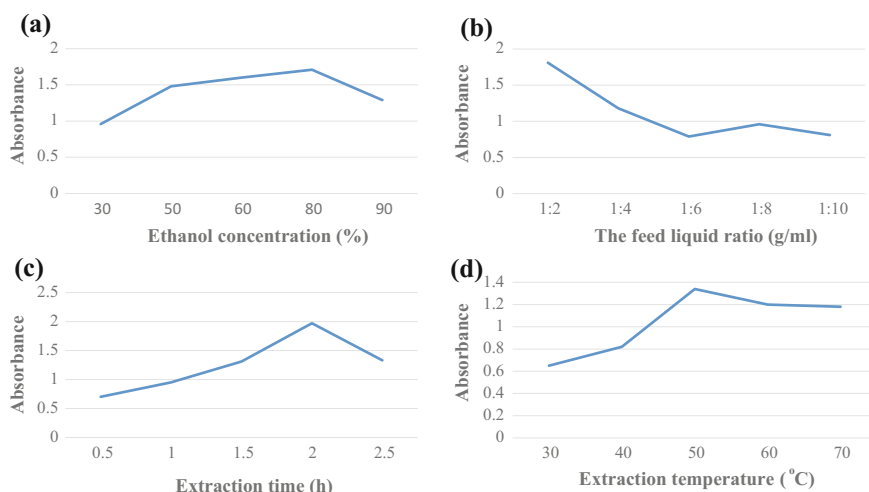 (a)
2
1.5
1
0.5
0
Absorbance
30 50 60 80 90
Ethanol concentration (%)
(b)
2
1.5
1
0.5
0
Absorbance
1:2 1:4 1:6 1:8 1:10
The feed liquid ratio (g/ml)
(c)
2.5
2
1.5
1
0.5
0
Absorbance
0.5 1 1.5 2 2.5
Extraction time (h)
(d)
1.4
1.2
1
0.8
0.6
0.4
0.2
0
Absorbance
30 40 50 60 70
Extraction temperature (°C)